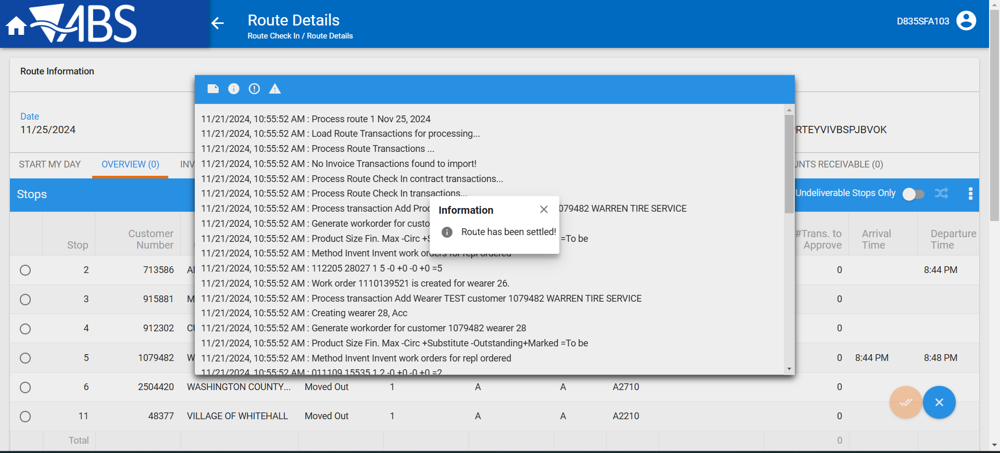 ABS
Route Details
Route Check In / Route Details
D835SFA103
Route Information
Date
11/25/2024
RTEYVIVBSPJBVOK
START MY DAY
OVERVIEW (0)
INV
UNTS RECEIVABLE (0)
Stops
Undeliverable Stops Only
11/21/2024, 10:55:52 AM : Process route 1 Nov 25, 2024
11/21/2024, 10:55:52 AM : Load Route Transactions for processing...
11/21/2024, 10:55:52 AM : Process Route Transactions ...
11/21/2024, 10:55:52 AM : No Invoice Transactions found to import!
11/21/2024, 10:55:52 AM : Process Route Check In contract transactions...
11/21/2024, 10:55:52 AM : Process Route Check In transactions...
11/21/2024, 10:55:52 AM : Process transaction Add Proc 079482 WARREN TIRE SERVICE
11/21/2024, 10:55:52 AM : Generate workorder for custo
11/21/2024, 10:55:52 AM : Product Size Fin. Max -Circ +S =To be
11/21/2024, 10:55:52 AM : Method Invent Invent work orders for repl ordered
11/21/2024, 10:55:52 AM : 112205 28027 1 5 -0 +0 -0 +0 =5
11/21/2024, 10:55:52 AM : Work order 1110139521 is created for wearer 26.
11/21/2024, 10:55:52 AM : Process transaction Add Wearer TEST customer 1079482 WARREN TIRE SERVICE
11/21/2024, 10:55:52 AM : Creating wearer 28, Acc
11/21/2024, 10:55:52 AM : Generate workorder for customer 1079482 wearer 28
11/21/2024, 10:55:52 AM : Product Size Fin. Max -Circ +Substitute -Outstanding+Marked =To be
11/21/2024, 10:55:52 AM : Method Invent Invent work orders for repl ordered
11/21/2024, 10:55:52 AM : 011109 15535 1 2 -0 +0 -0 +0 =2
Information
Route has been settled!
Stop
Customer Number
#Trans. to Approve
Arrival Time
Departure Time
2 713586 0 8:44 PM
3 915881 M 0
4 912302 0
5 1079482 W 0 8:44 PM 8:48 PM
6 2504420 WASHINGTON COUNTY... Moved Out 1 A A A2710 0
11 48377 VILLAGE OF WHITEHALL Moved Out 1 A A A2210 0
Total 0